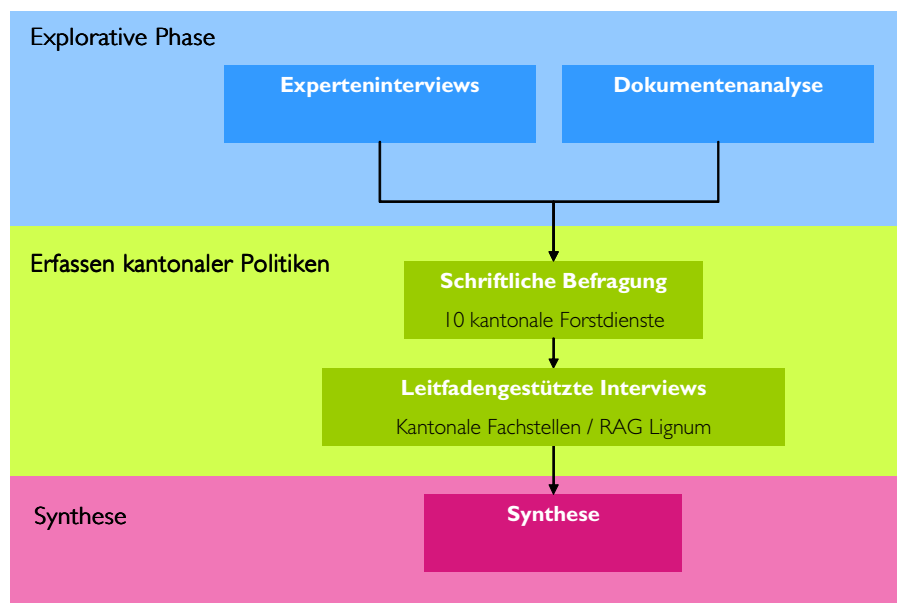 Explorative Phase
Experteninterviews
Dokumentenanalyse
Erfassen kantonaler Politiken
Schriftliche Befragung
10 kantonale Forstdienste
Leitfadengestützte Interviews
Kantonale Fachstellen / RAG Lignum
Synthese
Synthese